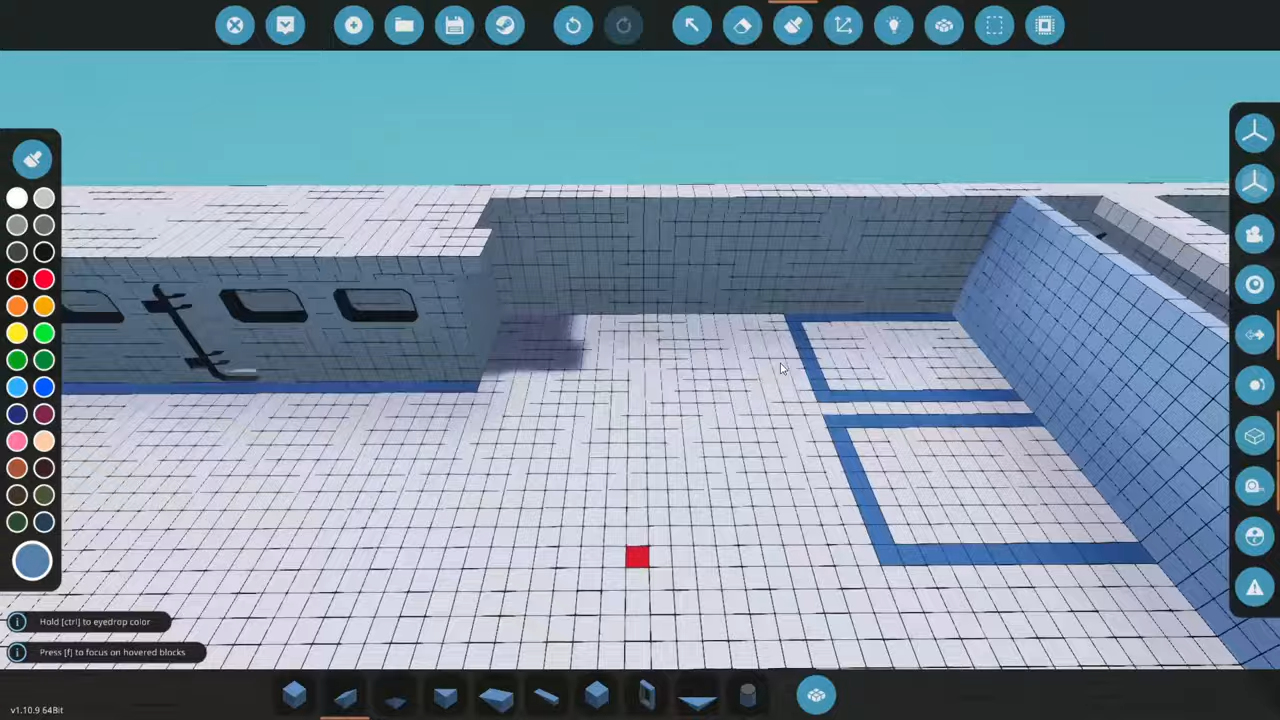 Hold [ctrl] to eyedrop color
Press [f] to focus on hovered blocks
v1.10.9 64Bit